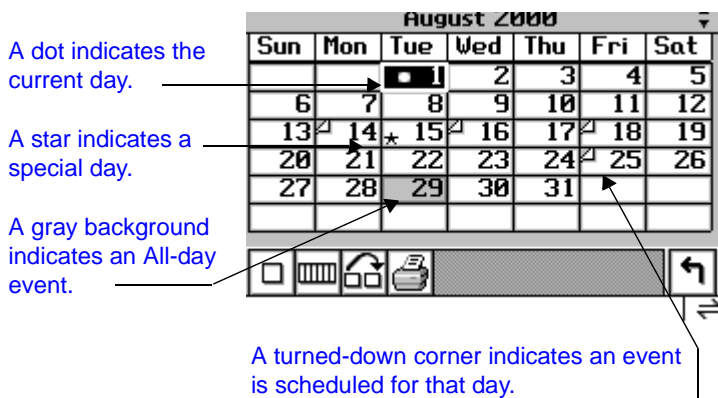 August 2000
Sun Mon Tue Wed Thu Fri Sat
1 2 3 4 5
6 7 8 9 10 11 12
13 14 15 16 17 18 19
20 21 22 23 24 25 26
27 28 29 30 31
A dot indicates the
current day.
A star indicates a
special day.
A gray background
indicates an All-day
event.
A turned-down corner indicates an event
is scheduled for that day.